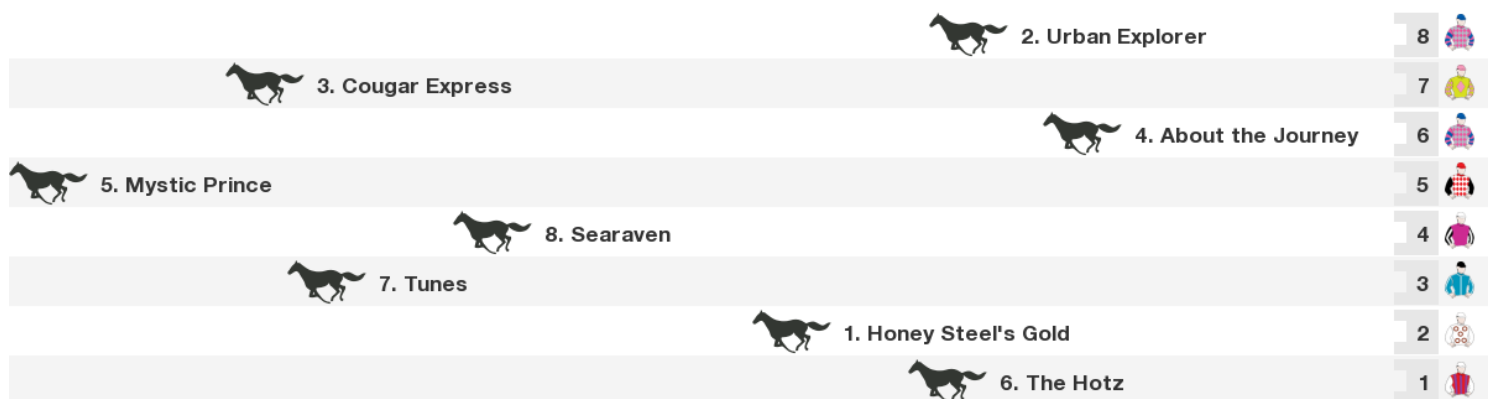 2. Urban Explorer 8
3. Cougar Express 7
4. About the Journey 6
5. Mystic Prince 5
8. Searaven 4
7. Tunes 3
1. Honey Steel's Gold 2
6. The Hotz 1